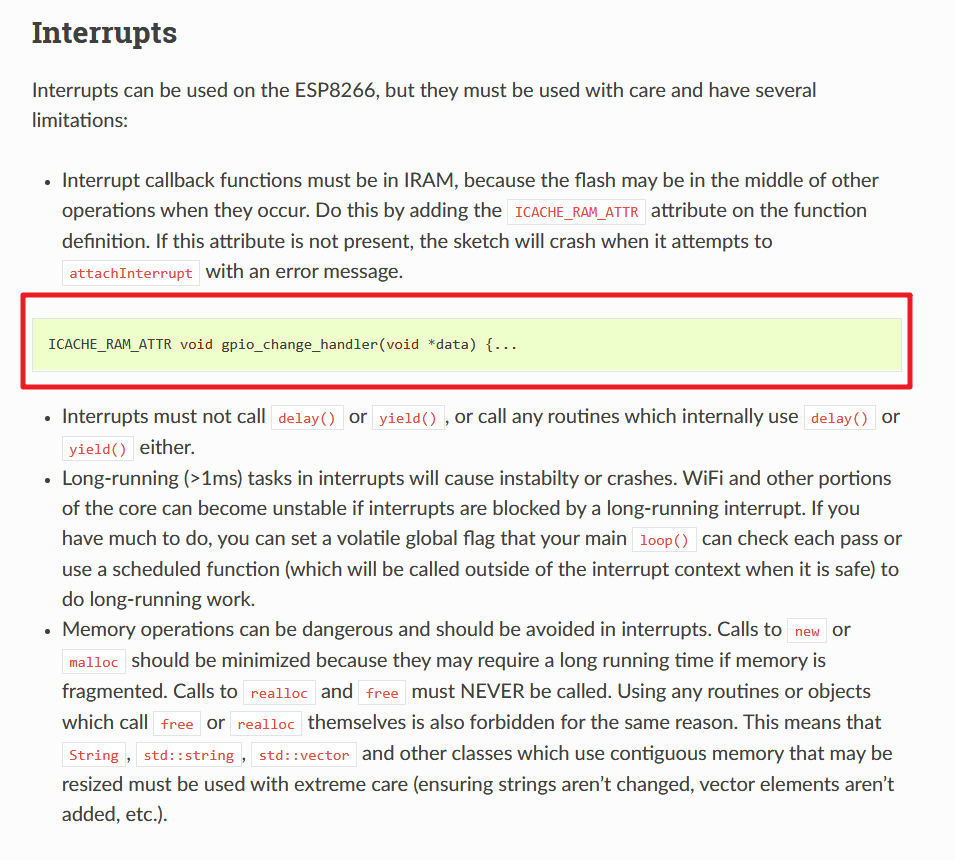 Interrupts
Interrupts can be used on the ESP8266, but they must be used with care and have several
limitations:
• Interrupt callback functions must be in IRAM, because the flash may be in the middle of other
operations when they occur. Do this by adding the ICACHE_RAM_ATTR attribute on the function
definition. If this attribute is not present, the sketch will crash when it attempts to
attachInterrupt with an error message.
ICACHE_RAM_ATTR void gpio_change_handler(void *data) {...
• Interrupts must not call delay() or yield() , or call any routines which internally use delay() or
yield() either.
• Long-running (>1ms) tasks in interrupts will cause instabilty or crashes. WiFi and other portions
of the core can become unstable if interrupts are blocked by a long-running interrupt. If you
have much to do, you can set a volatile global flag that your main loop() can check each pass or
use a scheduled function (which will be called outside of the interrupt context when it is safe) to
do long-running work.
• Memory operations can be dangerous and should be avoided in interrupts. Calls to new or
malloc should be minimized because they may require a long running time if memory is
fragmented. Calls to realloc and free must NEVER be called. Using any routines or objects
which call free or realloc themselves is also forbidden for the same reason. This means that
String , std::string , std::vector and other classes which use contiguous memory that may be
resized must be used with extreme care (ensuring strings aren’t changed, vector elements aren’t
added, etc.).